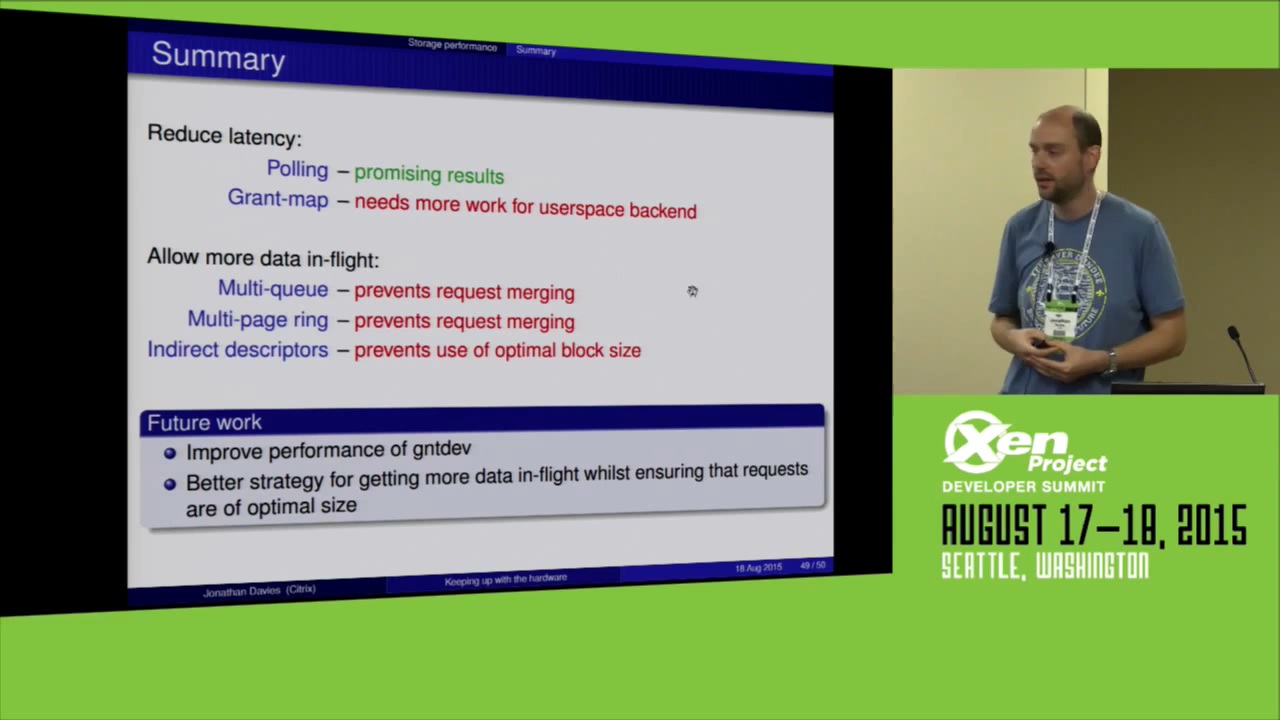 Storage performance Summary
Summary
Reduce latency:
Polling – promising results
Grant-map – needs more work for userspace backend
Allow more data in-flight:
Multi-queue – prevents request merging
Multi-page ring – prevents request merging
Indirect descriptors – prevents use of optimal block size
Future work
Improve performance of gntdev
Better strategy for getting more data in-flight whilst ensuring that requests
are of optimal size
18 Aug 2015 49 / 50
Jonathan Davies (Citrix) Keeping up with the hardware
Xen
Project
DEVELOPER SUMMIT
AUGUST 17–18, 2015
SEATTLE, WASHINGTON